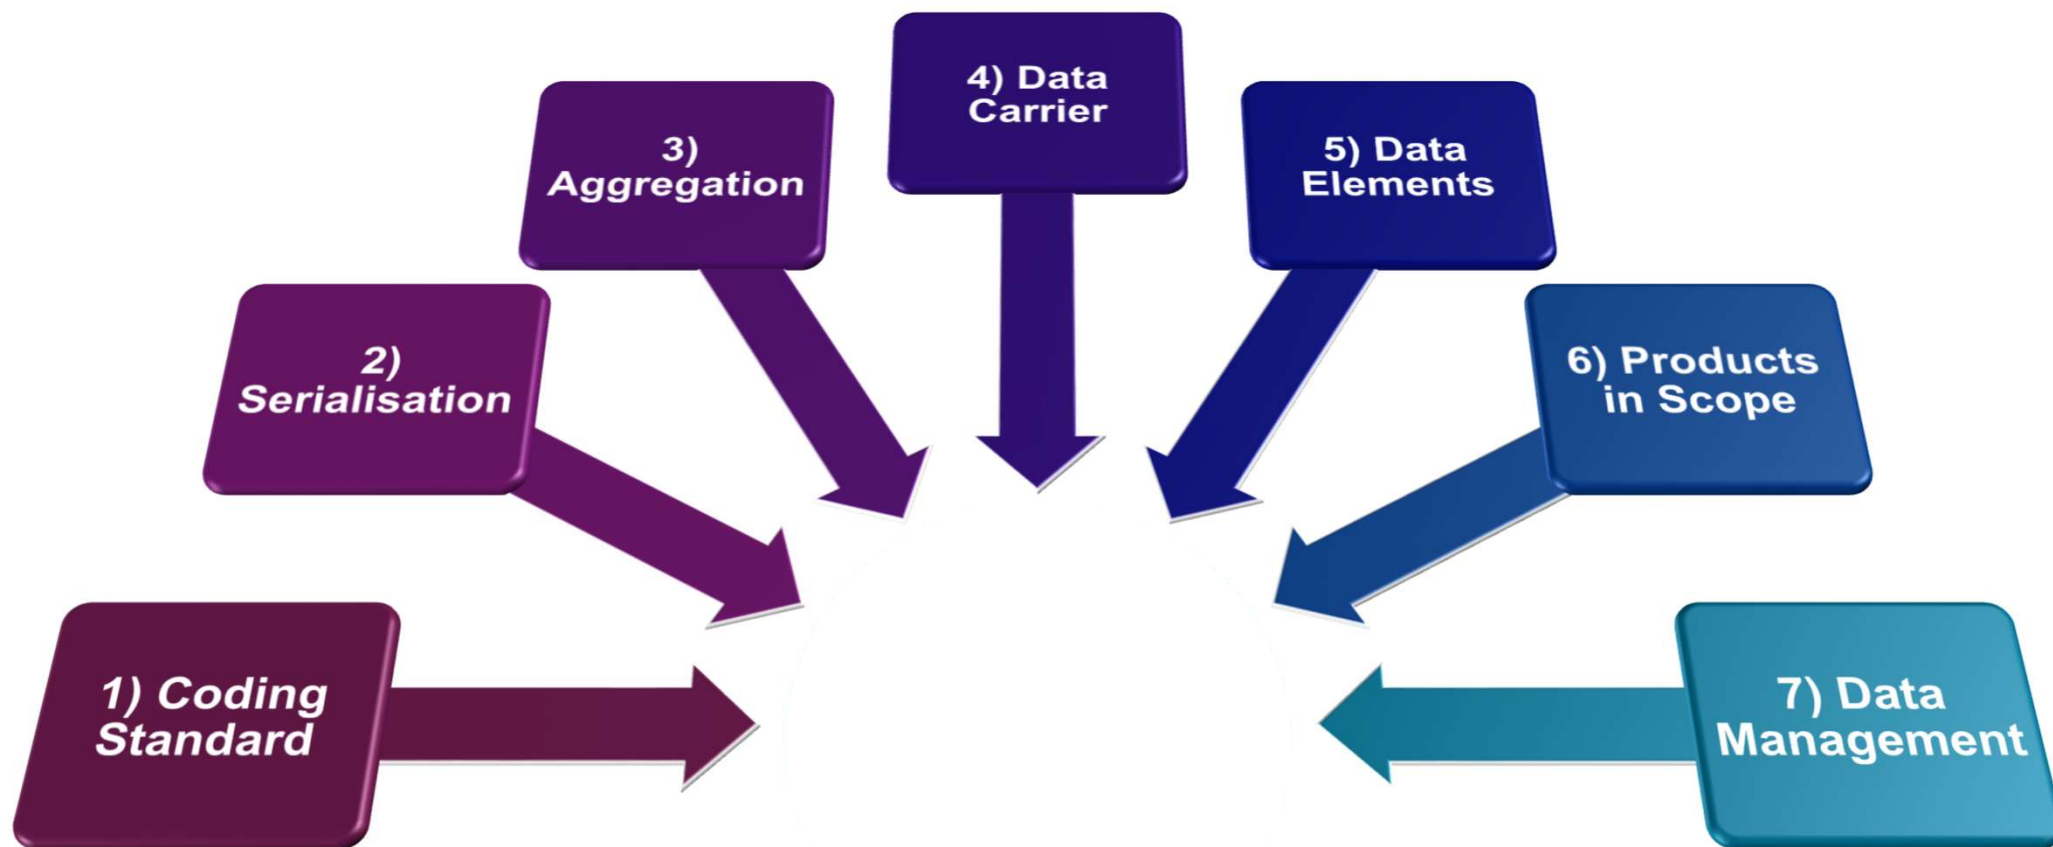 1) Coding
Standard
2)
Serialisation
3)
Aggregation
4) Data
Carrier
5) Data
Elements
6) Products
in Scope
7) Data
Management